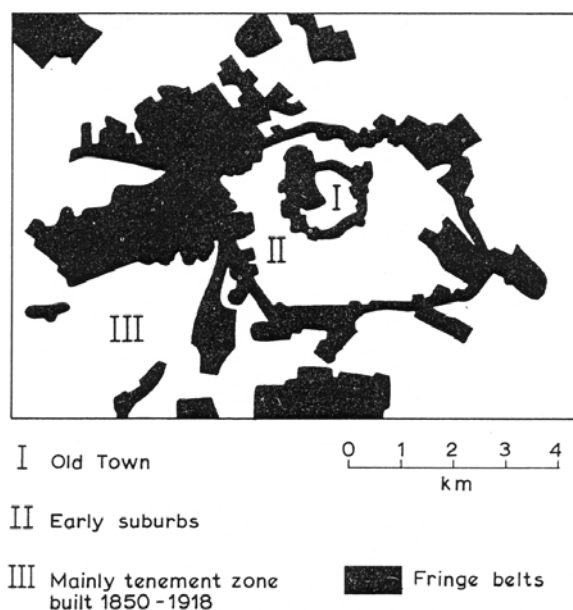 I
II
III
I Old Town
0 1 2 3 4
km
II Early suburbs
III Mainly tenement zone
built 1850-1918
Fringe belts